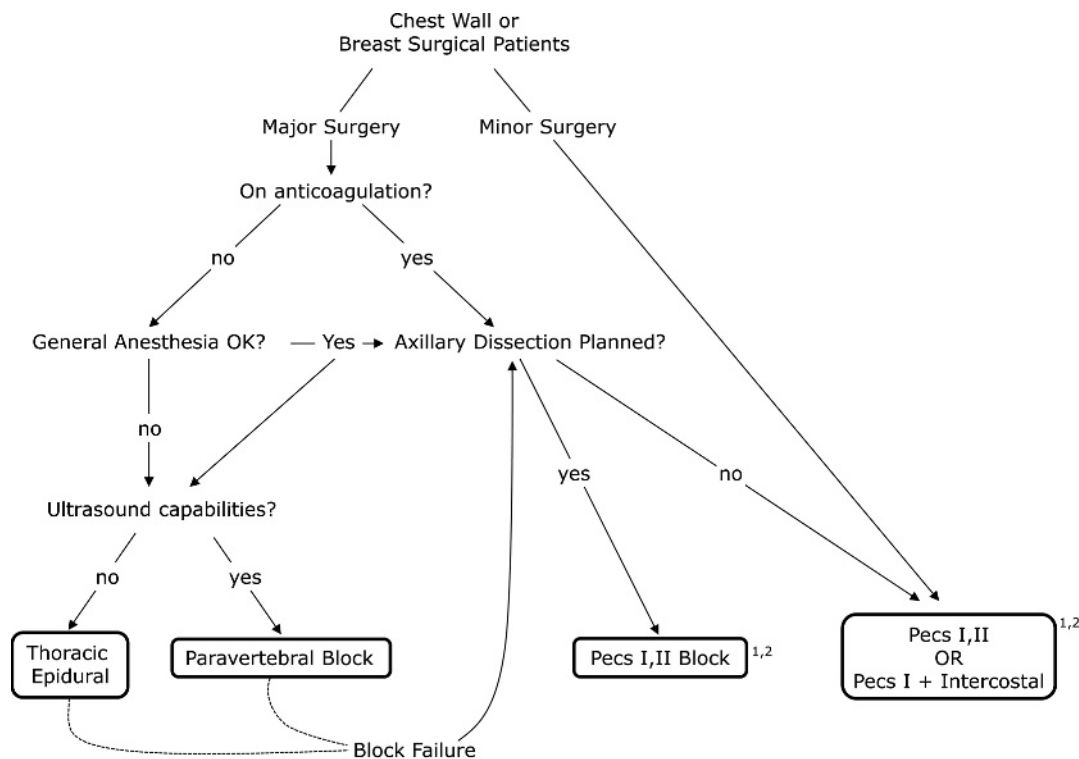 Chest Wall or
Breast Surgical Patients
Major Surgery
Minor Surgery
On anticoagulation?
no
yes
General Anesthesia OK?
Yes
Axillary Dissection Planned?
no
yes
no
Ultrasound capabilities?
no
yes
Thoracic
Epidural
Paravertebral Block
Pecs I,II Block 1,2
Pecs I,II
OR
Pecs I + Intercostal
1,2
Block Failure